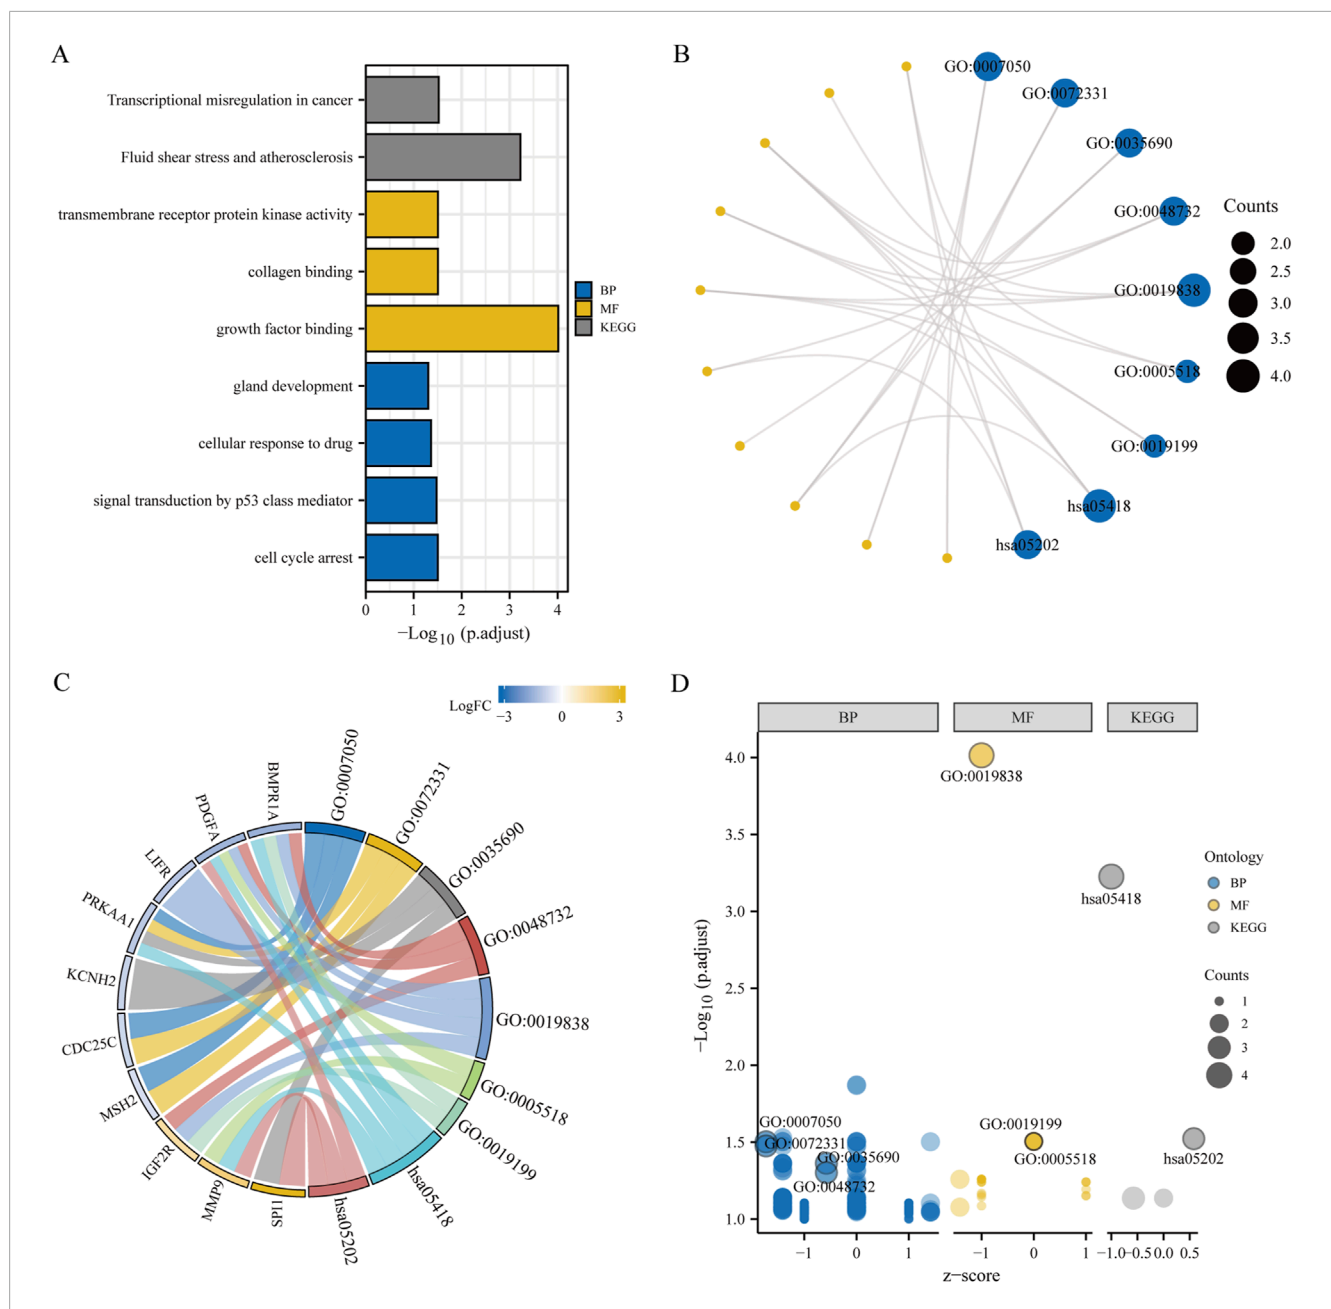 A
Transcriptional misregulation in cancer
Fluid shear stress and atherosclerosis
transmembrane receptor protein kinase activity
collagen binding
growth factor binding
gland development
cellular response to drug
signal transduction by p53 class mediator
cell cycle arrest
0 1 2 3 4
−Log10 (p.adjust)
BP
MF
KEGG
B
GO:0007050
GO:0072331
GO:0035690
GO:0048732
GO:0019838
GO:0005518
GO:0019199
hsa05418
hsa05202
Counts
2.0
2.5
3.0
3.5
4.0
C
LogFC
−3 0 3
GO:0007050
GO:0072331
GO:0035690
GO:0048732
GO:0019838
GO:0005518
GO:0019199
hsa05418
hsa05202
SPI1
MMP9
IGF2R
MSH2
CDC25C
KCNH2
PRKAA1
LIFR
PDGFA
BMPR1A
D
BP MF KEGG
4.0
3.5
3.0
2.5
2.0
1.5
1.0
−Log10 (p.adjust)
GO:0019838
hsa05418
GO:0007050
GO:0072331
GO:0035690
GO:0048732
GO:0019199
GO:0005518
hsa05202
−1 0 1
−1 0 1
−1.0 −0.5 0.0 0.5
z−score
Ontology
BP
MF
KEGG
Counts
1
2
3
4